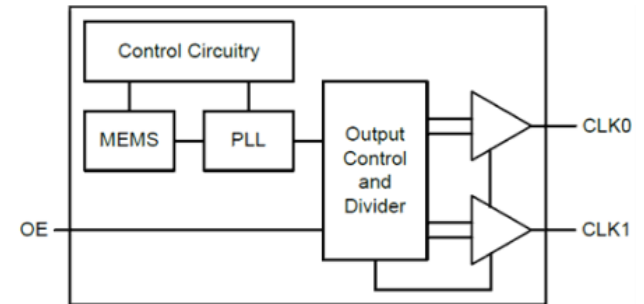 Control Circuitry
MEMS
PLL
Output
Control
and
Divider
CLK0
OE
CLK1